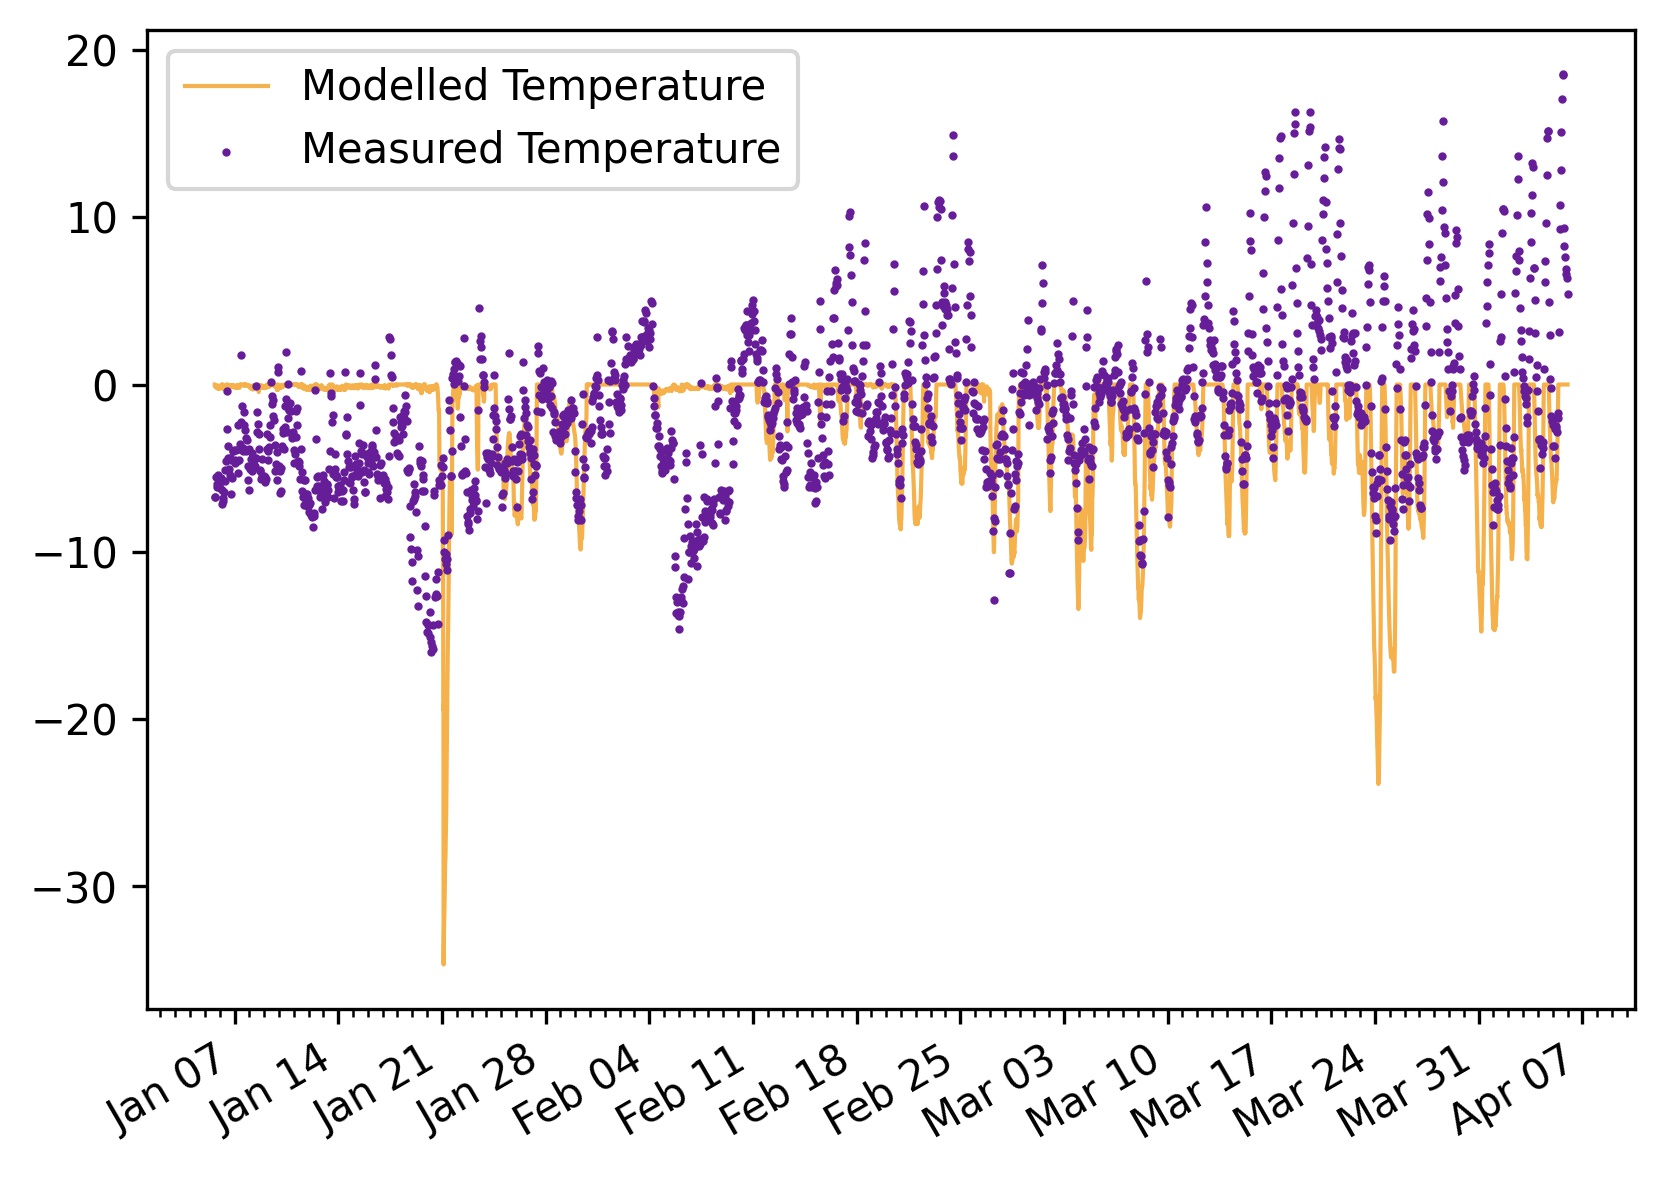 Modelled Temperature
Measured Temperature
20
10
0
−10
−20
−30
Jan 07
Jan 14
Jan 21
Jan 28
Feb 04
Feb 11
Feb 18
Feb 25
Mar 03
Mar 10
Mar 17
Mar 24
Mar 31
Apr 07